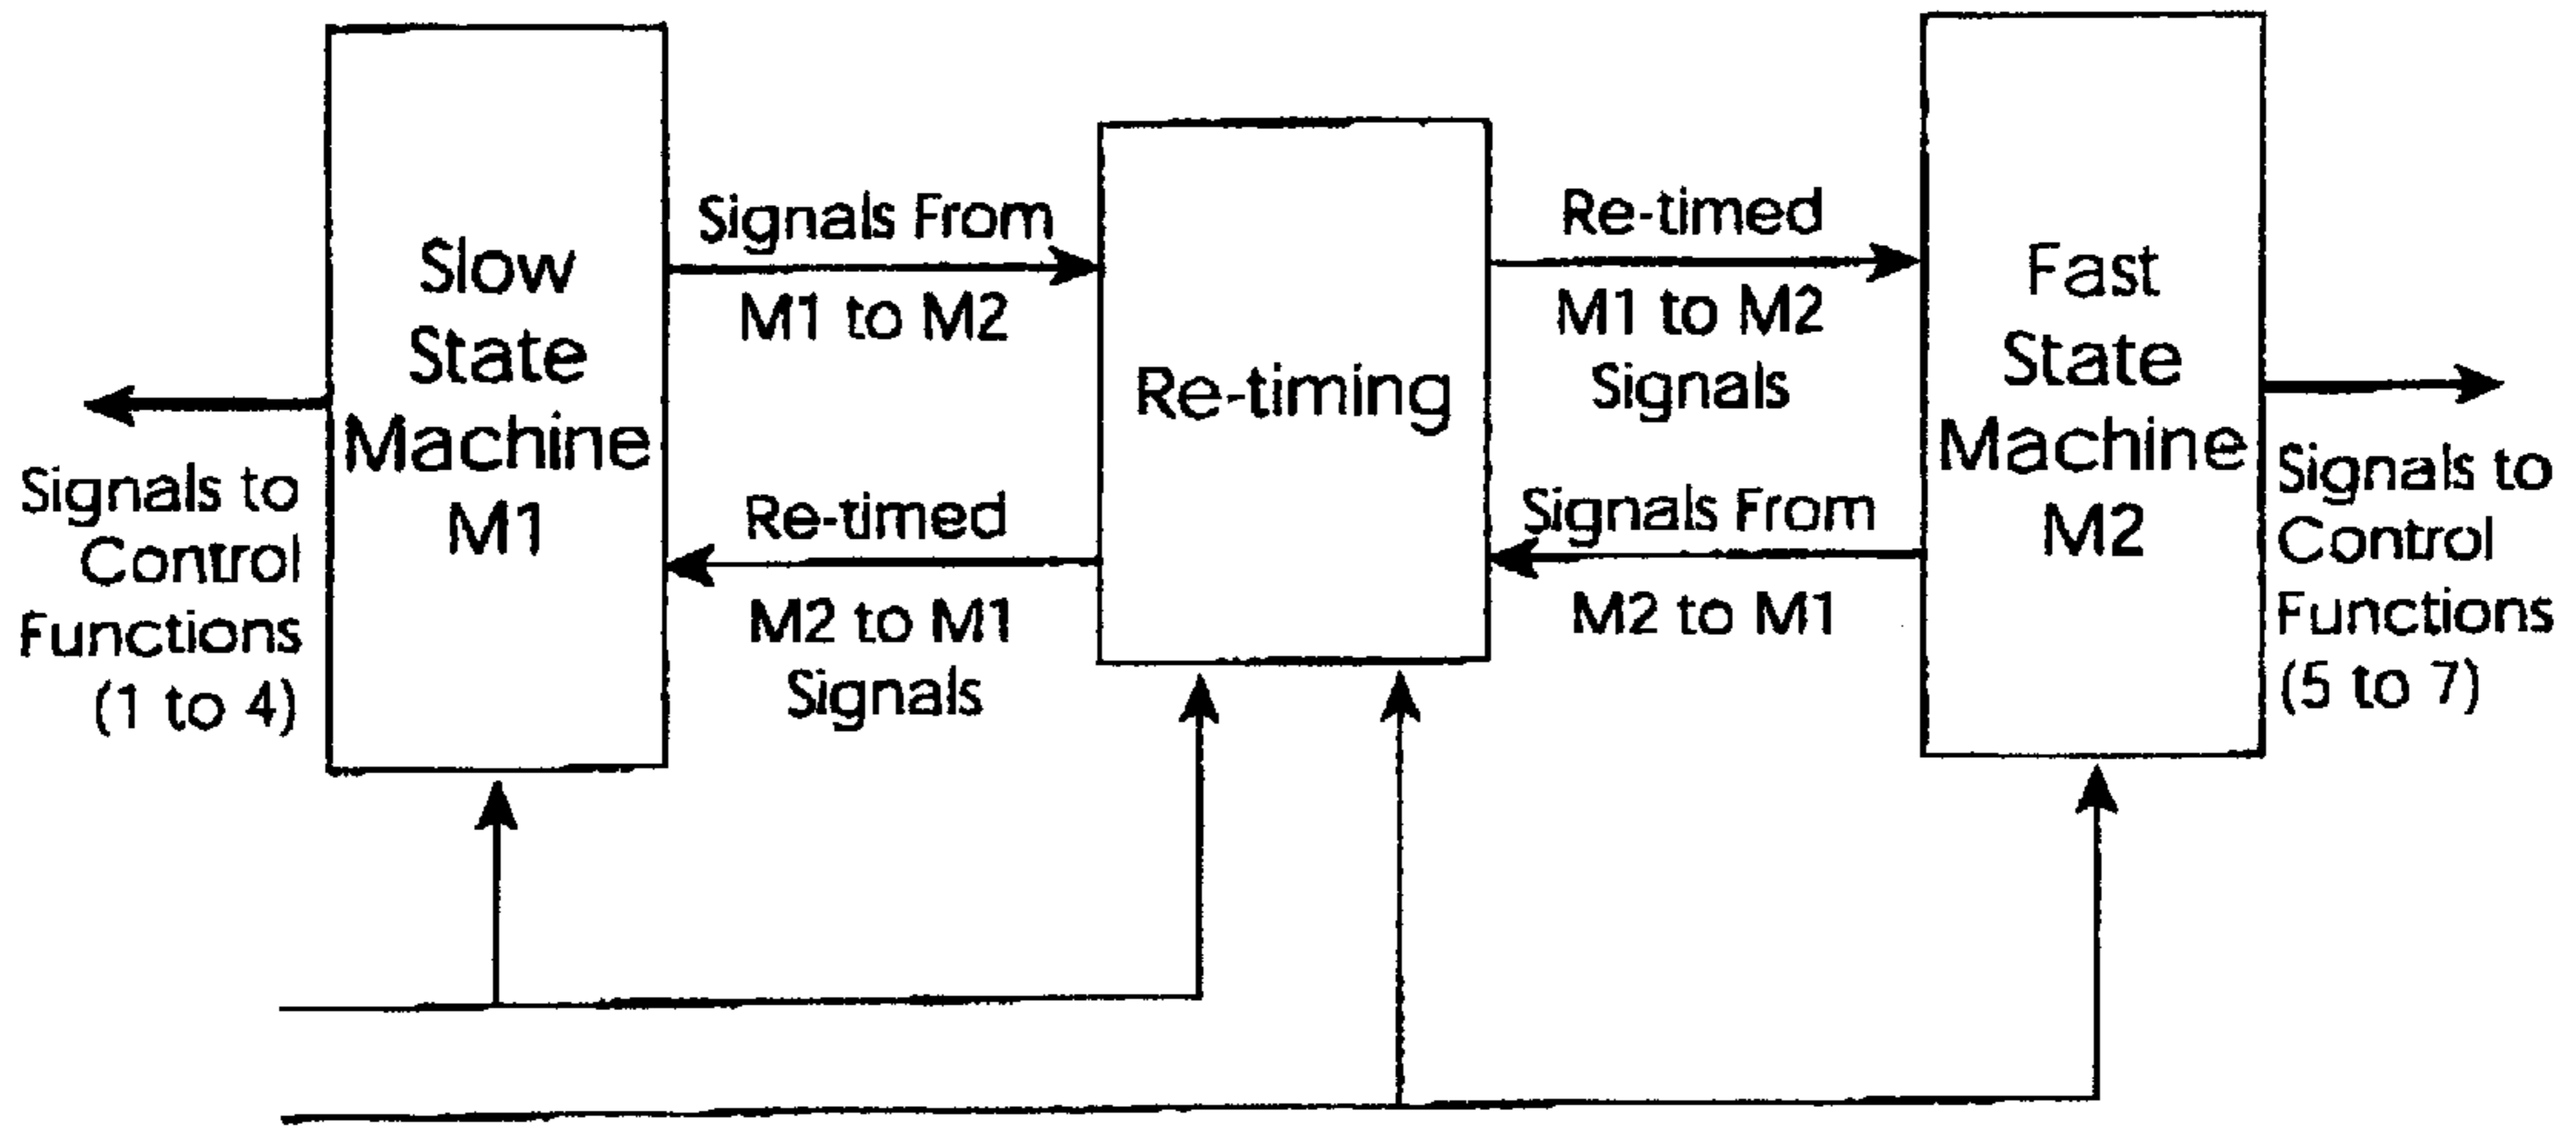 Slow
State
Machine
M1
Signals to
Control
Functions
(1 to 4)
Signals From
M1 to M2
Re-timed
M2 to M1
Signals
Re-timing
Re-timed
M1 to M2
Signals
Signals From
M2 to M1
Fast
State
Machine
M2
Signals to
Control
Functions
(5 to 7)